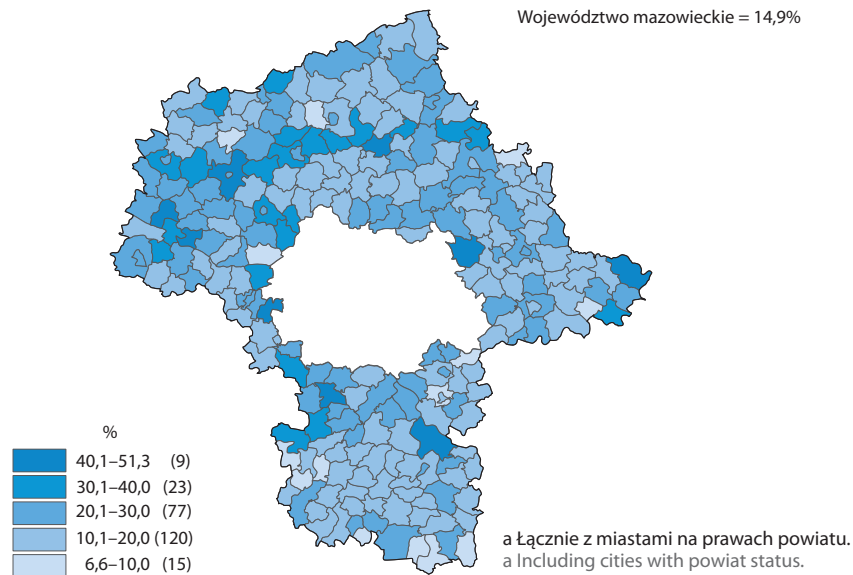 Województwo mazowieckie = 14,9%
%
40,1–51,3 (9)
30,1–40,0 (23)
20,1–30,0 (77)
10,1–20,0 (120)
6,6–10,0 (15)
a Łącznie z miastami na prawach powiatu.
a Including cities with powiat status.